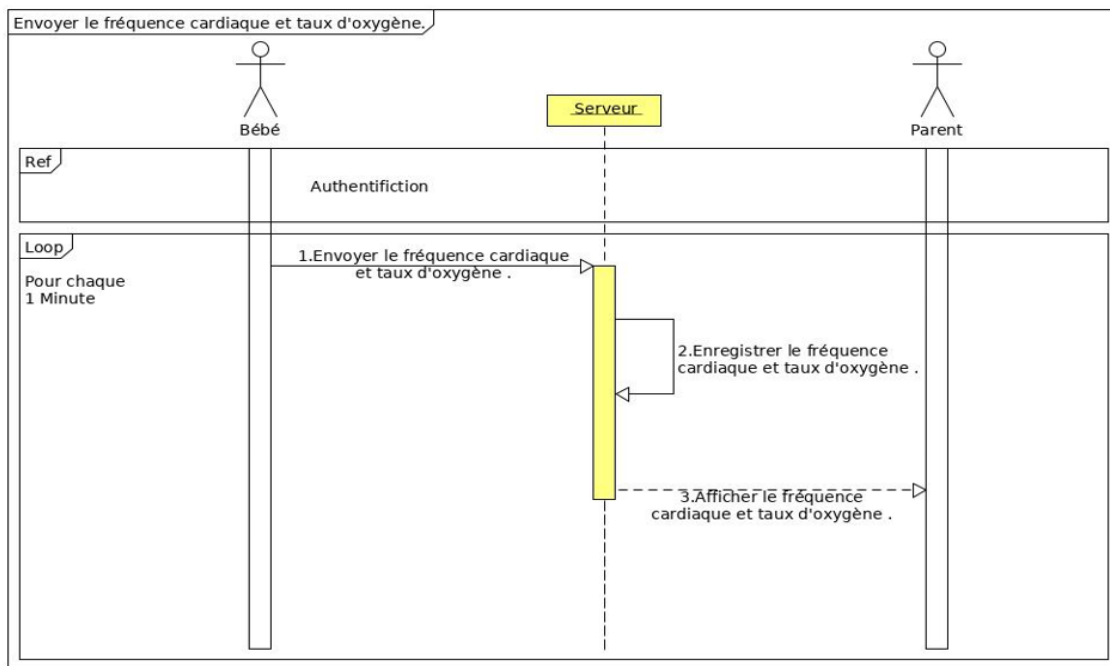 Envoyer le fréquence cardiaque et taux d'oxygène.
Bébé
Serveur
Parent
Ref
Authentifiction
Loop
Pour chaque
1 Minute
1.Envoyer le fréquence cardiaque
et taux d'oxygène .
2.Enregistrer le fréquence
cardiaque et taux d'oxygène .
3.Afficher le fréquence
cardiaque et taux d'oxygène .